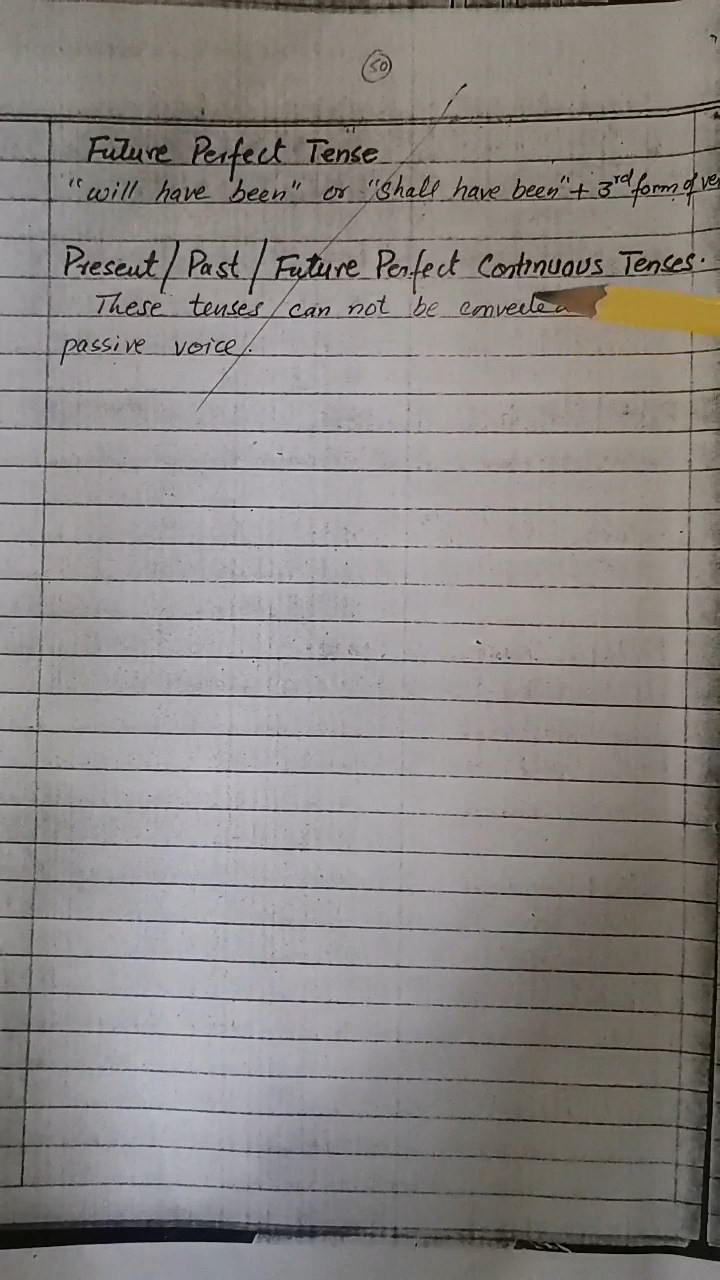 50
Future Perfect Tense
"will have been" or "Shall have been" + 3rd form of
Present / Past / Future Perfect Continuous Tenses.
These tenses can not be
passive voice.